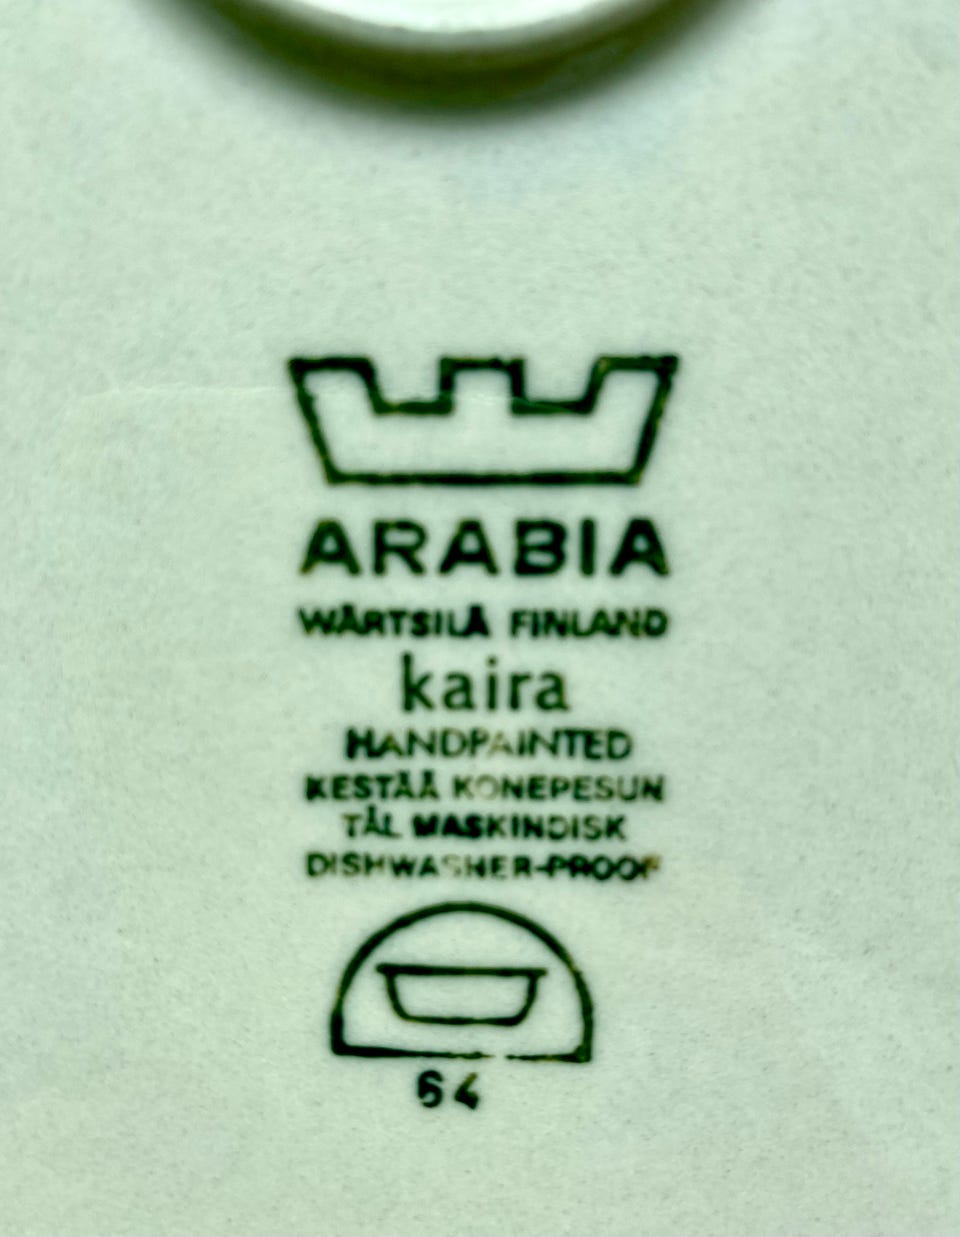 ARABIA
WÄRTSILÄ FINLAND
kaira
HANDPAINTED
KESTÄÄ KONEPESUN
TÅL MASKINDISK
DISHWASHER-PROOF
64